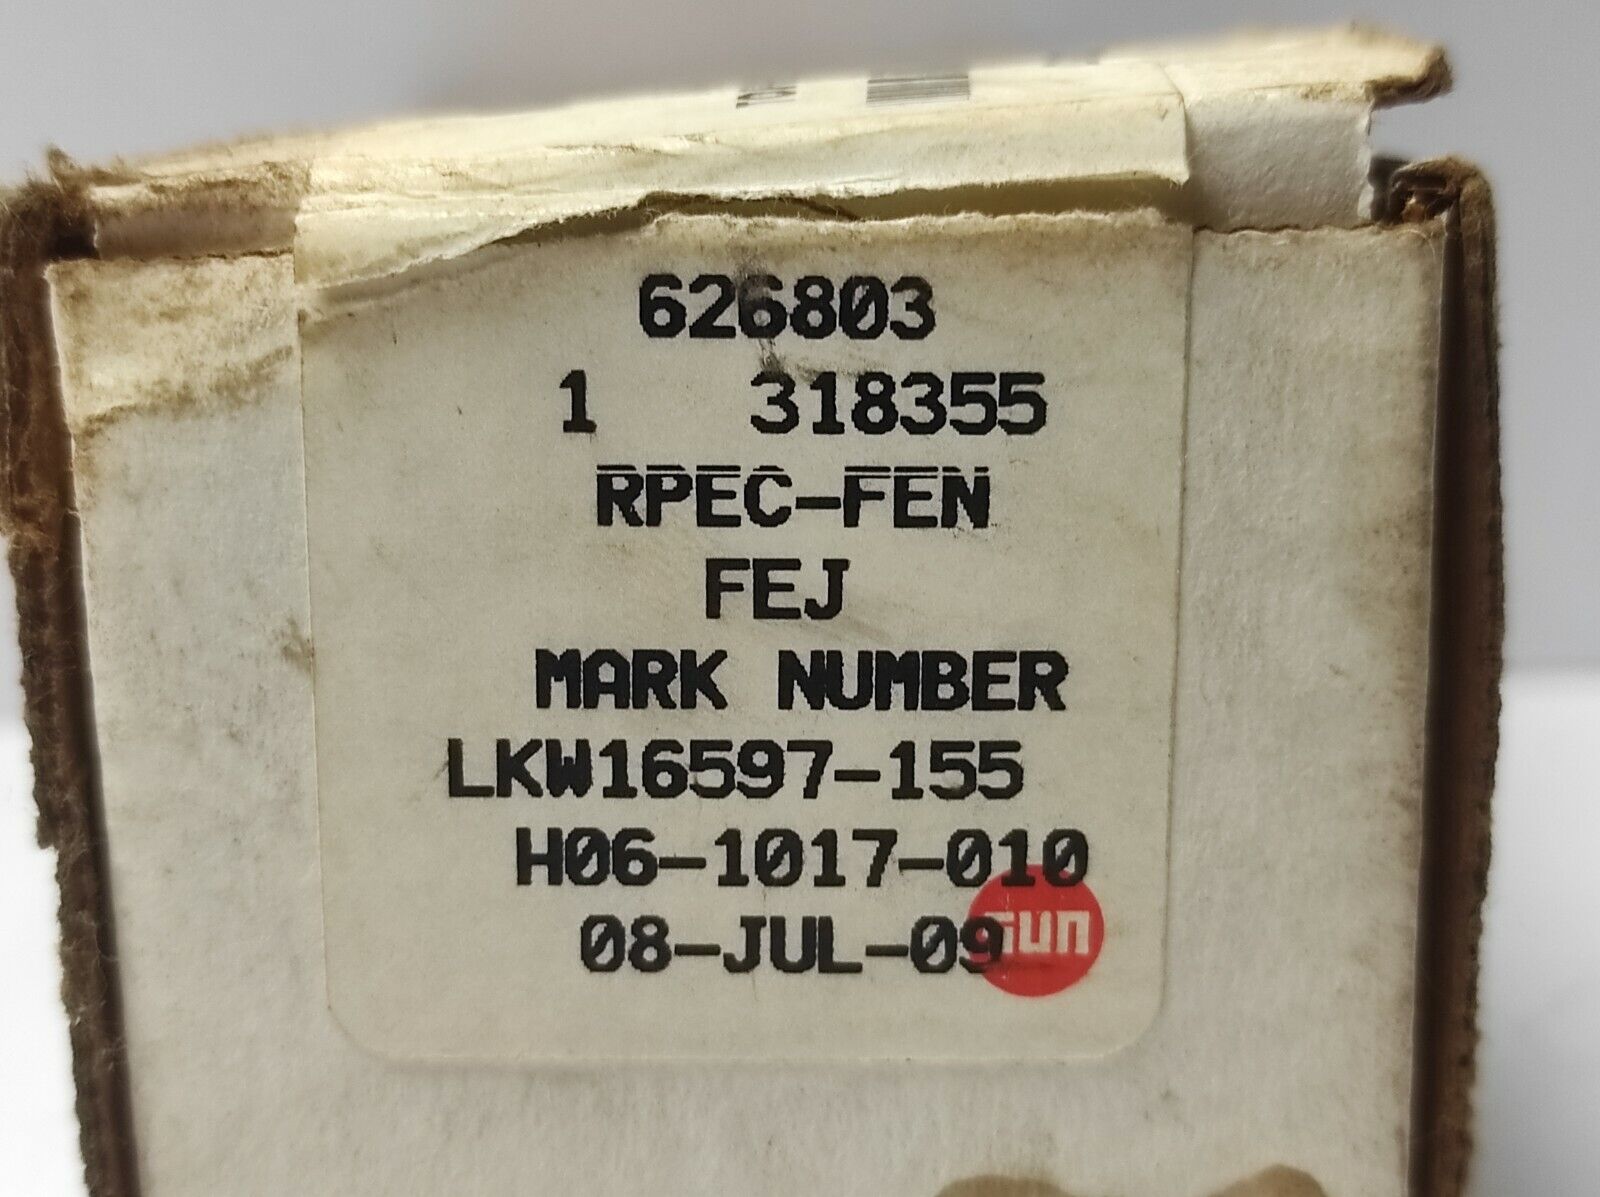 626803
1 318355
RPEC-FEN
FEJ
MARK NUMBER
LKW16597-155
H06-1017-010
08-JUL-09
sun